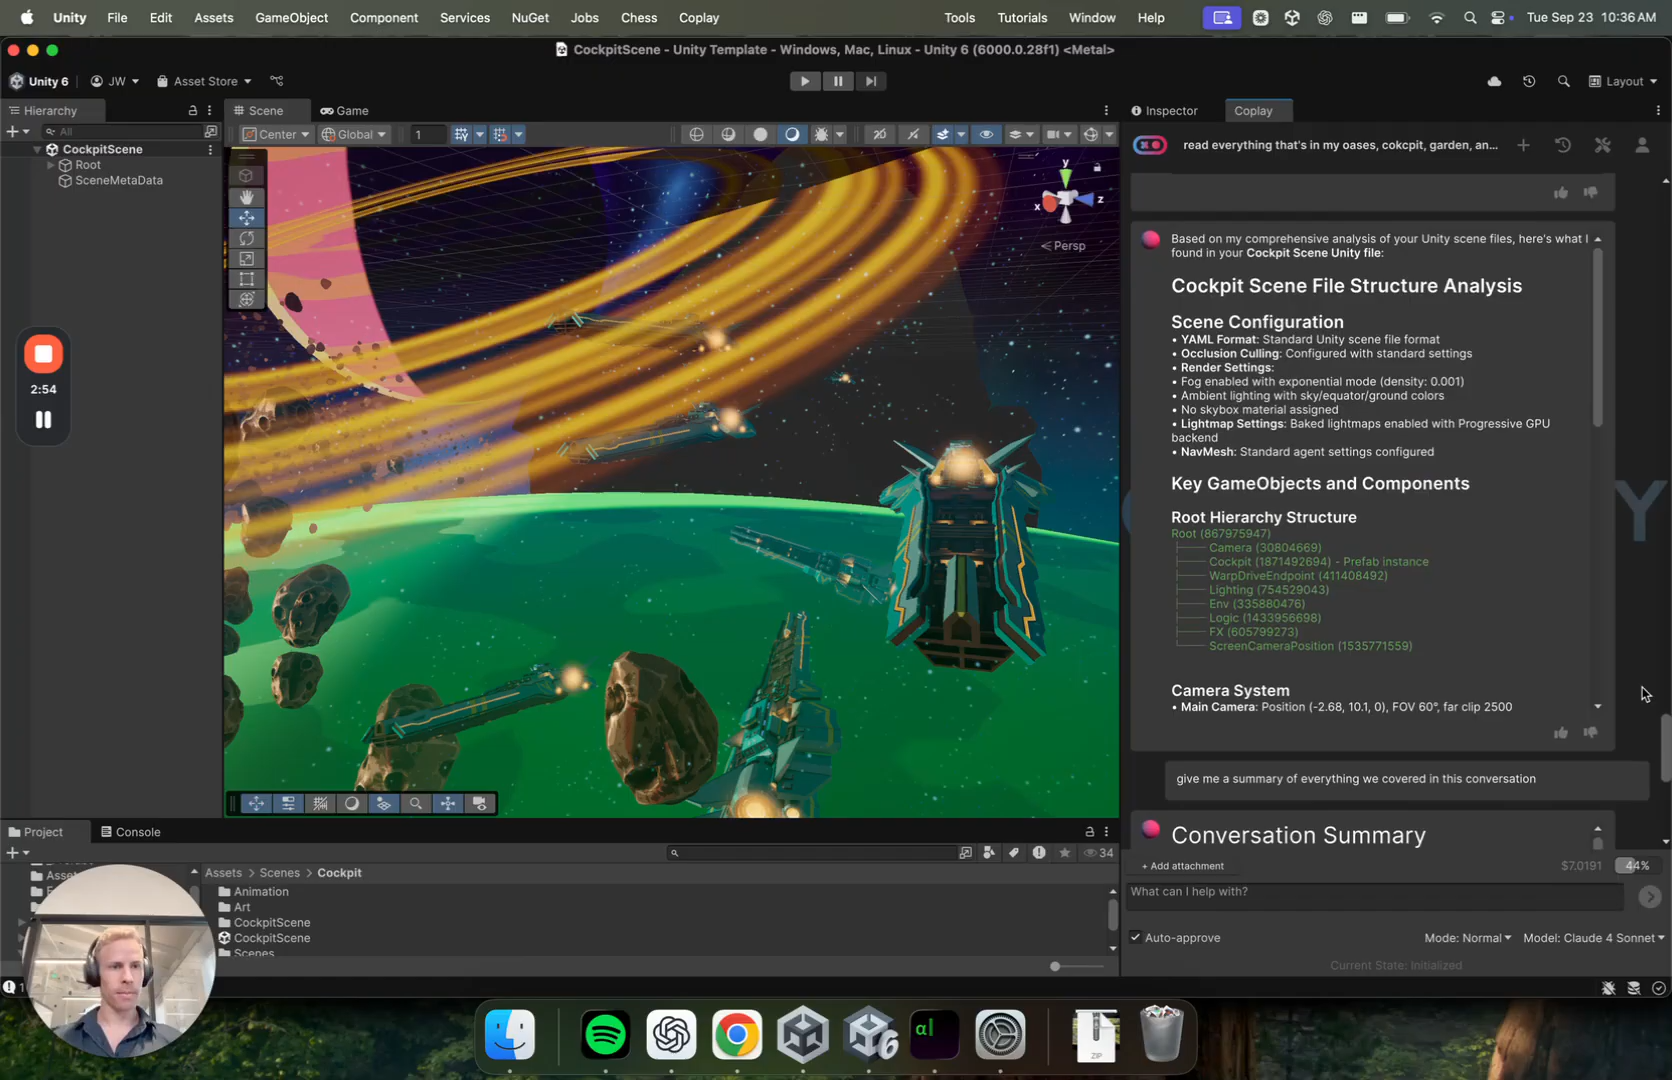 Unity File Edit Assets GameObject Component Services NuGet Jobs Chess Coplay Tools Tutorials Window Help Tue Sep 23 10:36 AM
CockpitScene - Unity Template - Windows, Mac, Linux - Unity 6 (6000.0.28f1) <Metal>
Unity 6 JW Asset Store Layout
Hierarchy
All
CockpitScene
Root
SceneMetaData
Scene Game
Center Global 1
y
x
z
< Persp
2:54
Inspector Coplay
read everything that's in my oases, cokcpit, garden, an...
Based on my comprehensive analysis of your Unity scene files, here's what I
found in your Cockpit Scene Unity file:
Cockpit Scene File Structure Analysis
Scene Configuration
• YAML Format: Standard Unity scene file format
• Occlusion Culling: Configured with standard settings
• Render Settings:
• Fog enabled with exponential mode (density: 0.001)
• Ambient lighting with sky/equator/ground colors
• No skybox material assigned
• Lightmap Settings: Baked lightmaps enabled with Progressive GPU
backend
• NavMesh: Standard agent settings configured
Key GameObjects and Components
Root Hierarchy Structure
Root (867975947)
├── Camera (30804669)
├── Cockpit (1871492694) - Prefab instance
├── WarpDriveEndpoint (411408492)
├── Lighting (754529043)
├── Env (335880476)
├── Logic (1433956698)
├── FX (605799273)
└── ScreenCameraPosition (1535771559)
Camera System
• Main Camera: Position (-2.68, 10.1, 0), FOV 60°, far clip 2500
Y
give me a summary of everything we covered in this conversation
Conversation Summary
+ Add attachment $7.0191 44%
What can I help with?
Auto-approve Mode: Normal Model: Claude 4 Sonnet
Current State: Initialized
Project Console
34
Asse
Assets > Scenes > Cockpit
Animation
Art
CockpitScene
CockpitScene
Scenes
1
6
α|
ZIP